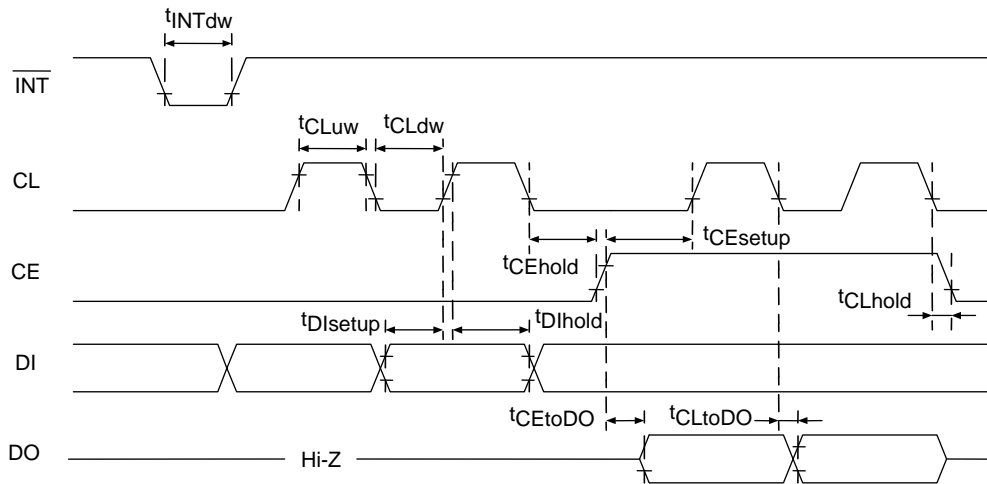 tINTdw
INT
tCLuw tCLdw
CL
tCEsetup
tCEhold
CE
tCLhold
tDIsetup tDIhold
DI
tCEtoDO tCLtoDO
DO Hi-Z